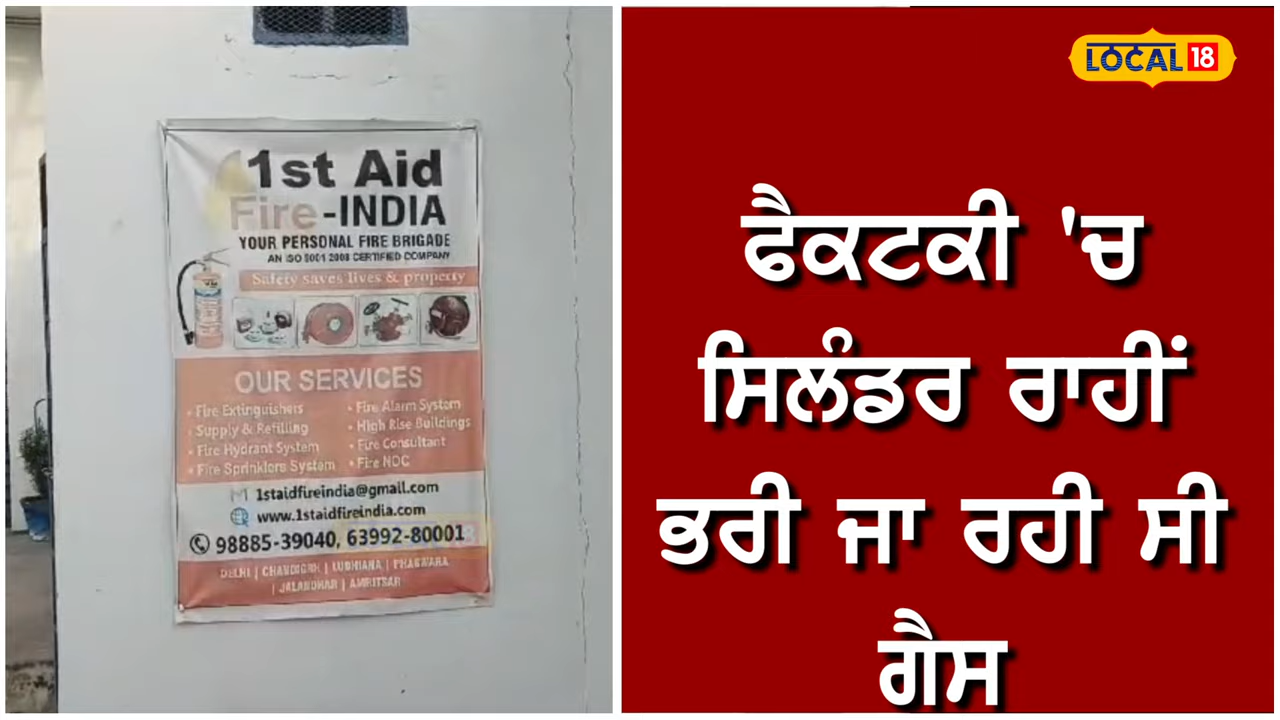 1st Aid
Fire-INDIA
YOUR PERSONAL FIRE BRIGADE
AN ISO 9001 2008 CERTIFIED COMPANY
Safety saves lives & property
OUR SERVICES
• Fire Extinguishers
• Supply & Refilling
• Fire Hydrant System
• Fire Sprinklers System
• Fire Alarm System
• High Rise Buildings
• Fire Consultant
• Fire NOC
1staidfireindia@gmail.com
www.1staidfireindia.com
98885-39040, 63992-80001
DELHI | CHANDIGRH | LUDHIANA | PHAGWARA
| JALANDHAR | AMRITSAR
LOCAL 18
ਫੈਕਟਕੀ 'ਚ
ਸਿਲੰਡਰ ਰਾਹੀਂ
ਭਰੀ ਜਾ ਰਹੀ ਸੀ
ਗੈਸ